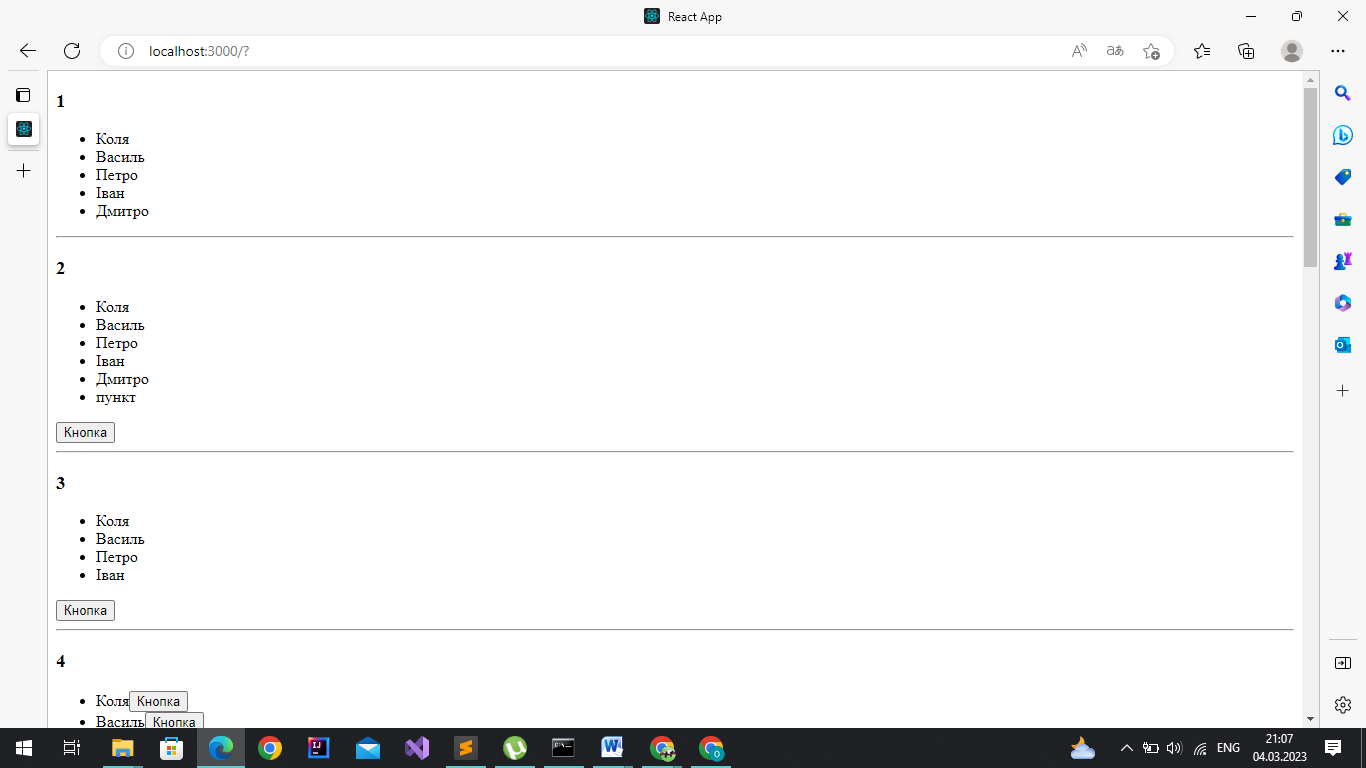 React App
localhost:3000/?
1
Коля
Василь
Петро
Іван
Дмитро
2
Коля
Василь
Петро
Іван
Дмитро
пункт
Кнопка
3
Коля
Василь
Петро
Іван
Кнопка
4
Коля Кнопка
Василь Кнопка
ENG
21:07
04.03.2023